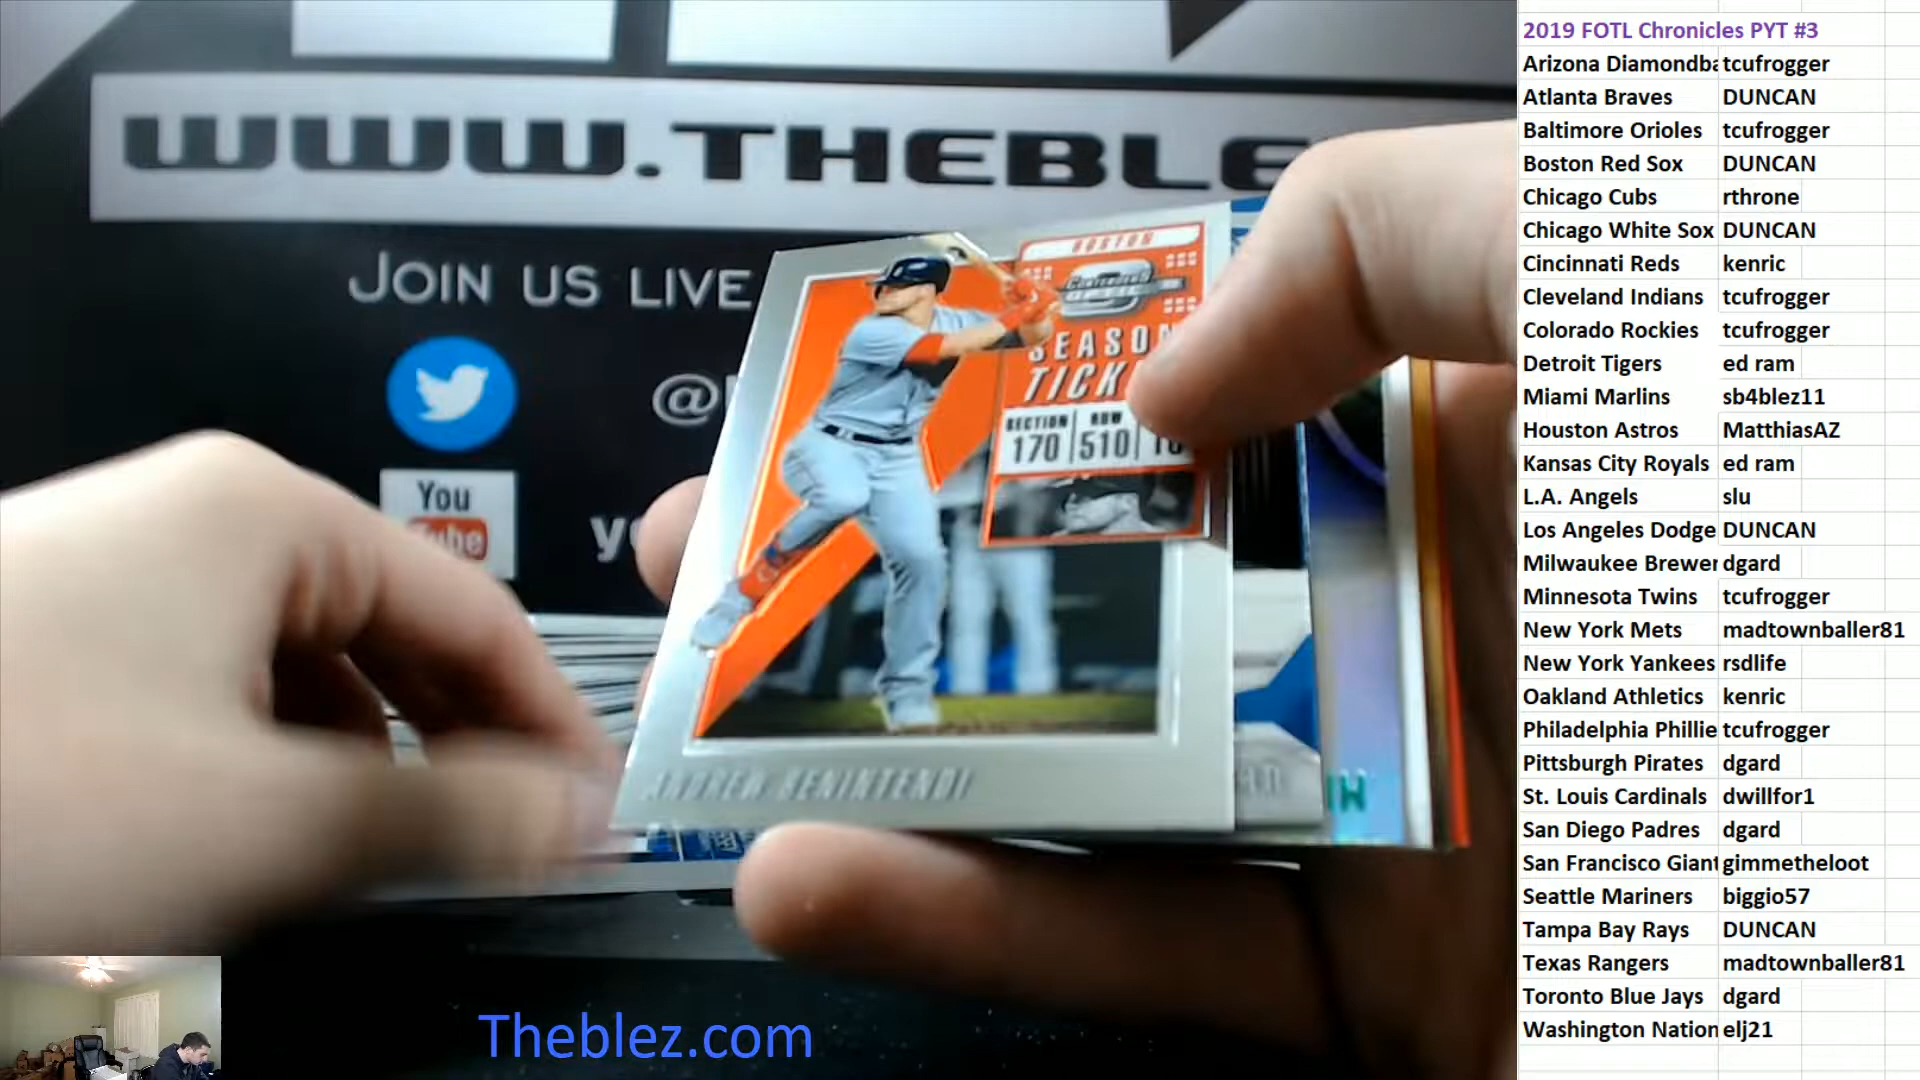 WWW.THEBLE
JOIN US LIVE
You
Tube
BOSTON
CONTENDERS
OPTIC
SEASON
TICK
SECTION
ROW
170
510
ANDREW BENINTENDI
Theblez.com
2019 FOTL Chronicles PYT #3
Arizona Diamondba tcufrogger
Atlanta Braves DUNCAN
Baltimore Orioles tcufrogger
Boston Red Sox DUNCAN
Chicago Cubs rthrone
Chicago White Sox DUNCAN
Cincinnati Reds kenric
Cleveland Indians tcufrogger
Colorado Rockies tcufrogger
Detroit Tigers ed ram
Miami Marlins sb4blez11
Houston Astros MatthiasAZ
Kansas City Royals ed ram
L.A. Angels slu
Los Angeles Dodge DUNCAN
Milwaukee Brewer dgard
Minnesota Twins tcufrogger
New York Mets madtownballer81
New York Yankees rsdlife
Oakland Athletics kenric
Philadelphia Phillie tcufrogger
Pittsburgh Pirates dgard
St. Louis Cardinals dwillfor1
San Diego Padres dgard
San Francisco Giant gimmetheloot
Seattle Mariners biggio57
Tampa Bay Rays DUNCAN
Texas Rangers madtownballer81
Toronto Blue Jays dgard
Washington Nation elj21